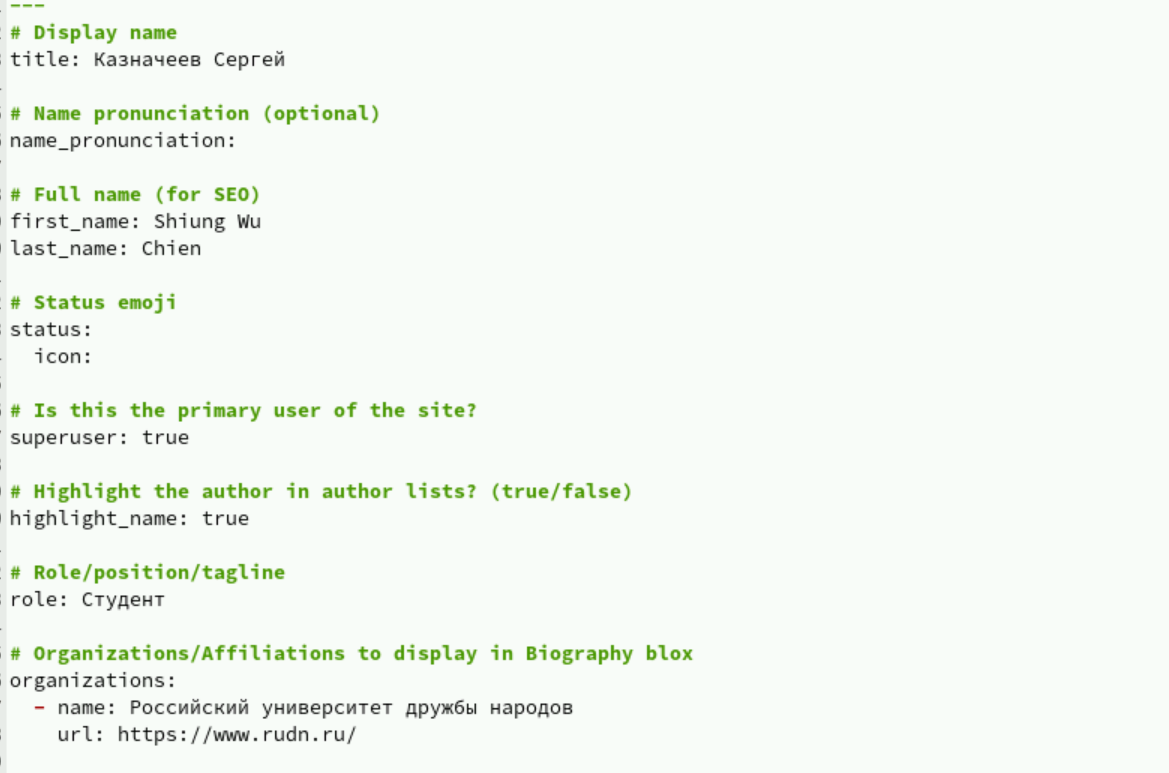 ---
# Display name
title: Казначеев Сергей
# Name pronunciation (optional)
name_pronunciation:
# Full name (for SEO)
first_name: Shiung Wu
last_name: Chien
# Status emoji
status:
  icon:
# Is this the primary user of the site?
superuser: true
# Highlight the author in author lists? (true/false)
highlight_name: true
# Role/position/tagline
role: Студент
# Organizations/Affiliations to display in Biography blox
organizations:
  - name: Российский университет дружбы народов
    url: https://www.rudn.ru/